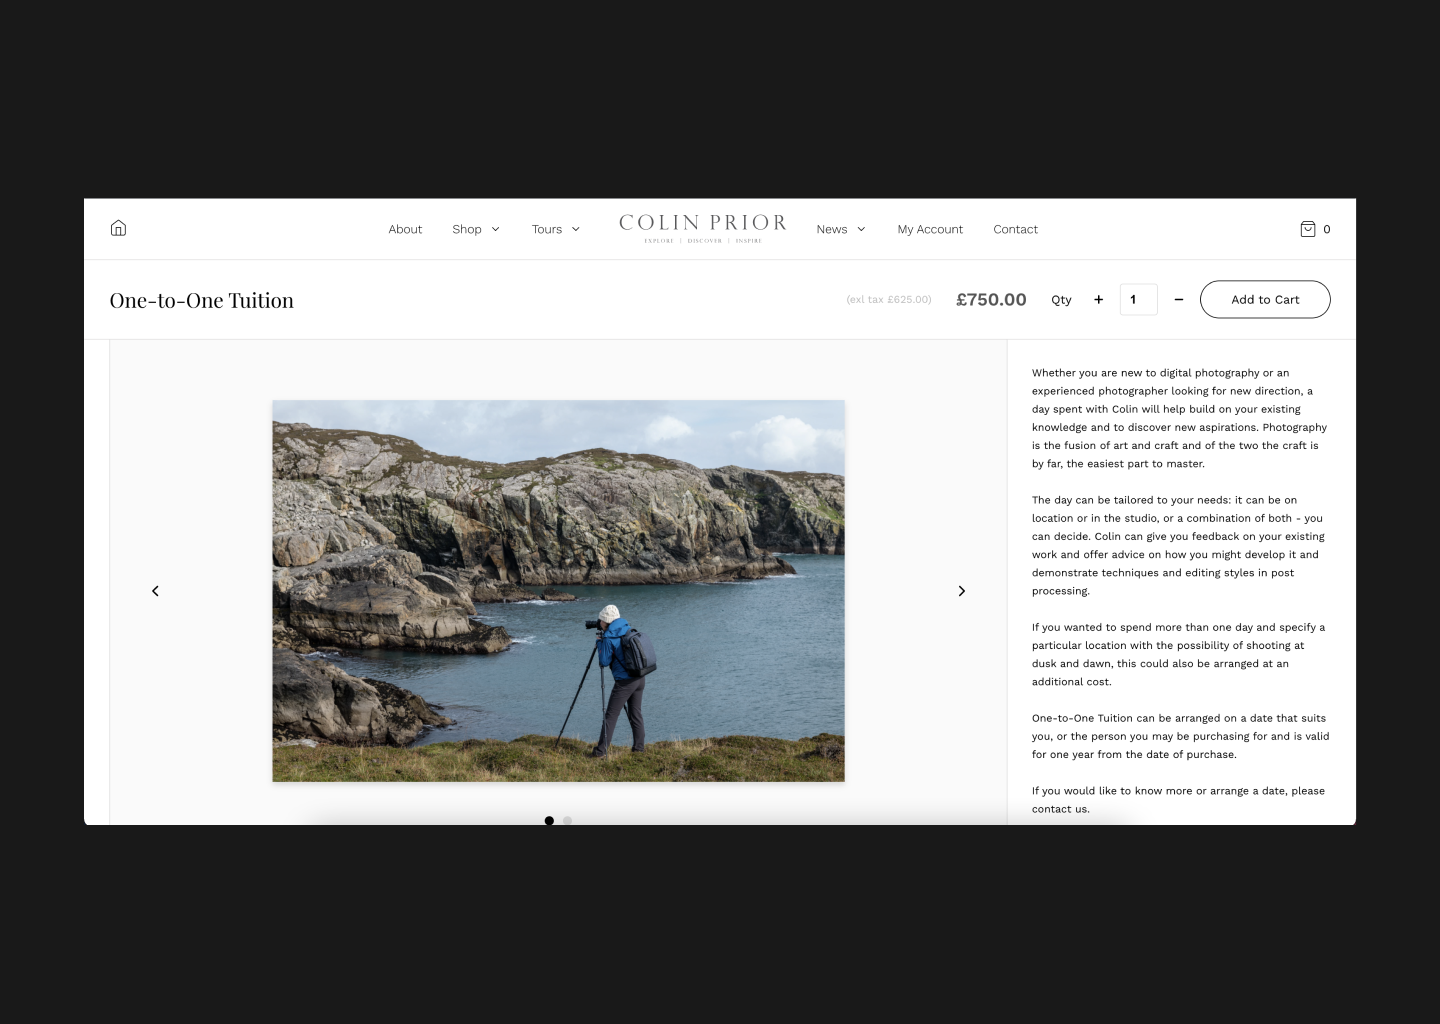 About
Shop
Tours
COLIN PRIOR
EXPLORE | DISCOVER | INSPIRE
News
My Account
Contact
0
One-to-One Tuition
(exl tax £625.00)
£750.00
Qty
+
1
−
Add to Cart
Whether you are new to digital photography or an
experienced photographer looking for new direction, a
day spent with Colin will help build on your existing
knowledge and to discover new aspirations. Photography
is the fusion of art and craft and of the two the craft is
by far, the easiest part to master.
The day can be tailored to your needs: it can be on
location or in the studio, or a combination of both - you
can decide. Colin can give you feedback on your existing
work and offer advice on how you might develop it and
demonstrate techniques and editing styles in post
processing.
If you wanted to spend more than one day and specify a
particular location with the possibility of shooting at
dusk and dawn, this could also be arranged at an
additional cost.
One-to-One Tuition can be arranged on a date that suits
you, or the person you may be purchasing for and is valid
for one year from the date of purchase.
If you would like to know more or arrange a date, please
contact us.